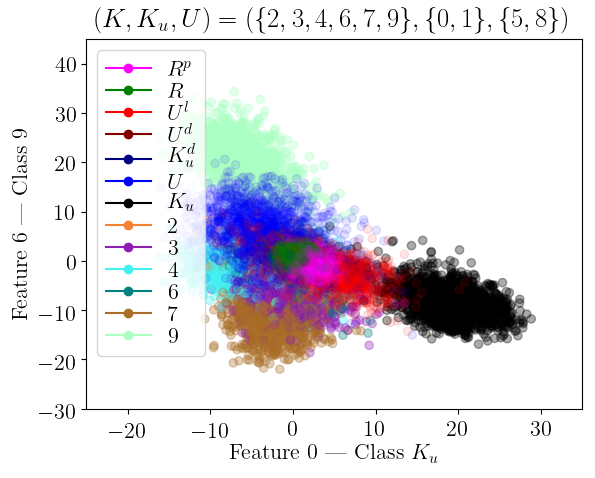 (K, K_u, U) = ({2, 3, 4, 6, 7, 9}, {0, 1}, {5, 8})
40
30
20
10
0
−10
−20
−30
Feature 6 — Class 9
R^p
R
U^l
U^d
K_u^d
U
K_u
2
3
4
6
7
9
−20 −10 0 10 20 30
Feature 0 — Class K_u